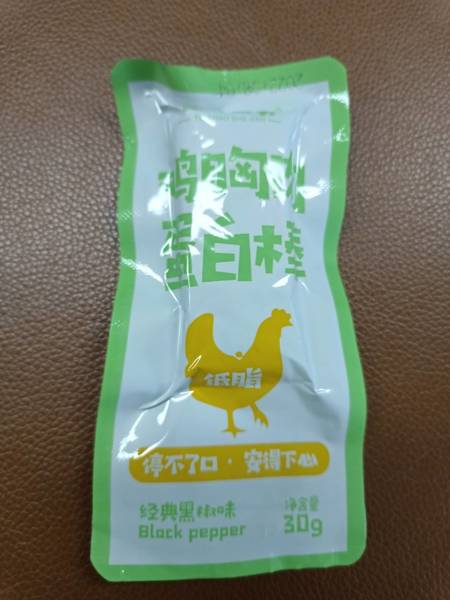 鸡胸肉
蛋白棒
低脂
停不了口·安得下心
经典黑椒味
Black pepper
净含量
30g